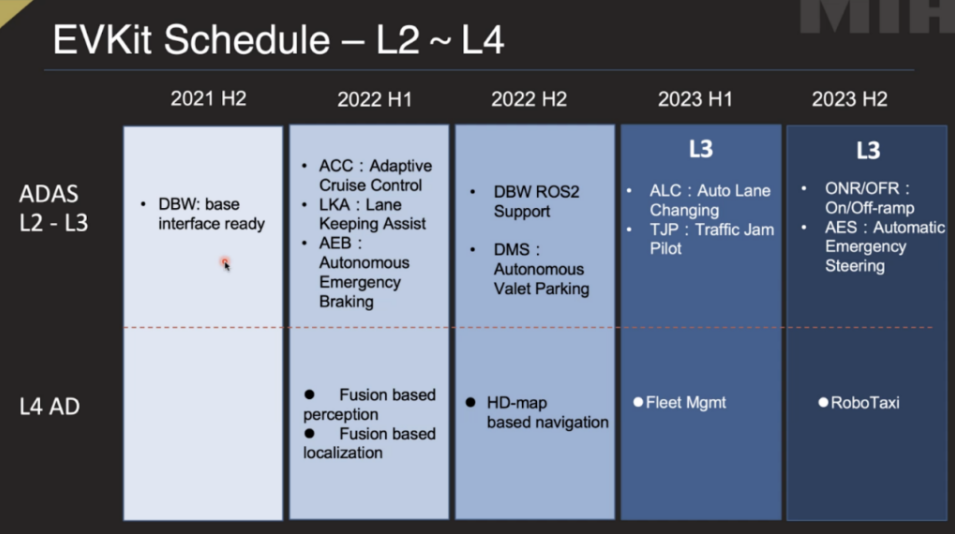 MIH
EVKit Schedule – L2 ~ L4
2021 H2
2022 H1
2022 H2
2023 H1
2023 H2
ADAS
L2 - L3
• DBW: base
interface ready
• ACC : Adaptive
Cruise Control
• LKA : Lane
Keeping Assist
• AEB :
Autonomous
Emergency
Braking
• DBW ROS2
Support
• DMS :
Autonomous
Valet Parking
L3
• ALC : Auto Lane
Changing
• TJP : Traffic Jam
Pilot
L3
• ONR/OFR :
On/Off-ramp
• AES : Automatic
Emergency
Steering
L4 AD
● Fusion based
perception
● Fusion based
localization
● HD-map
based navigation
● Fleet Mgmt
● RoboTaxi